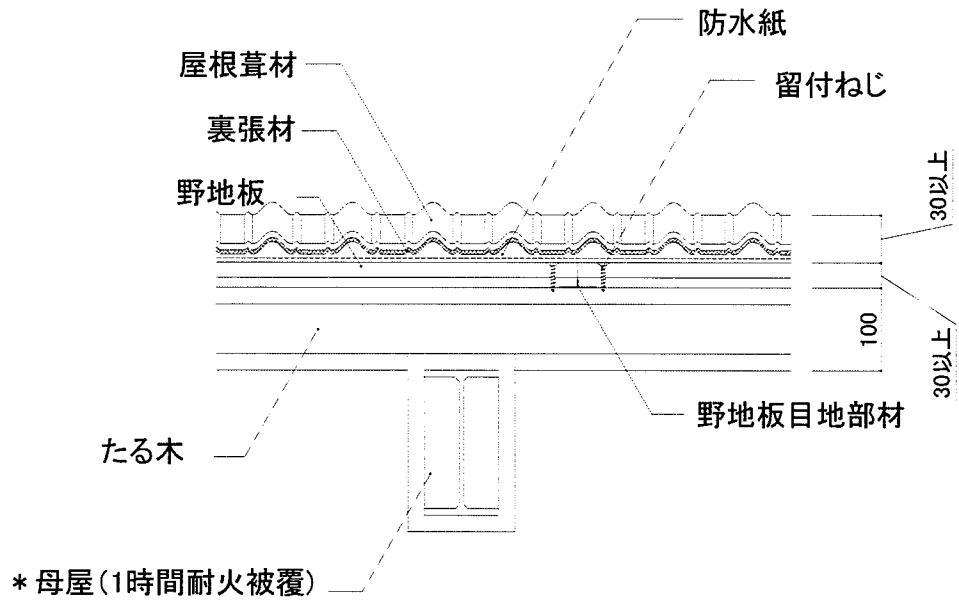 防水紙
屋根葺材
留付ねじ
裏張材
野地板
30以上
100
30以上
野地板目地部材
たる木
*母屋(1時間耐火被覆)